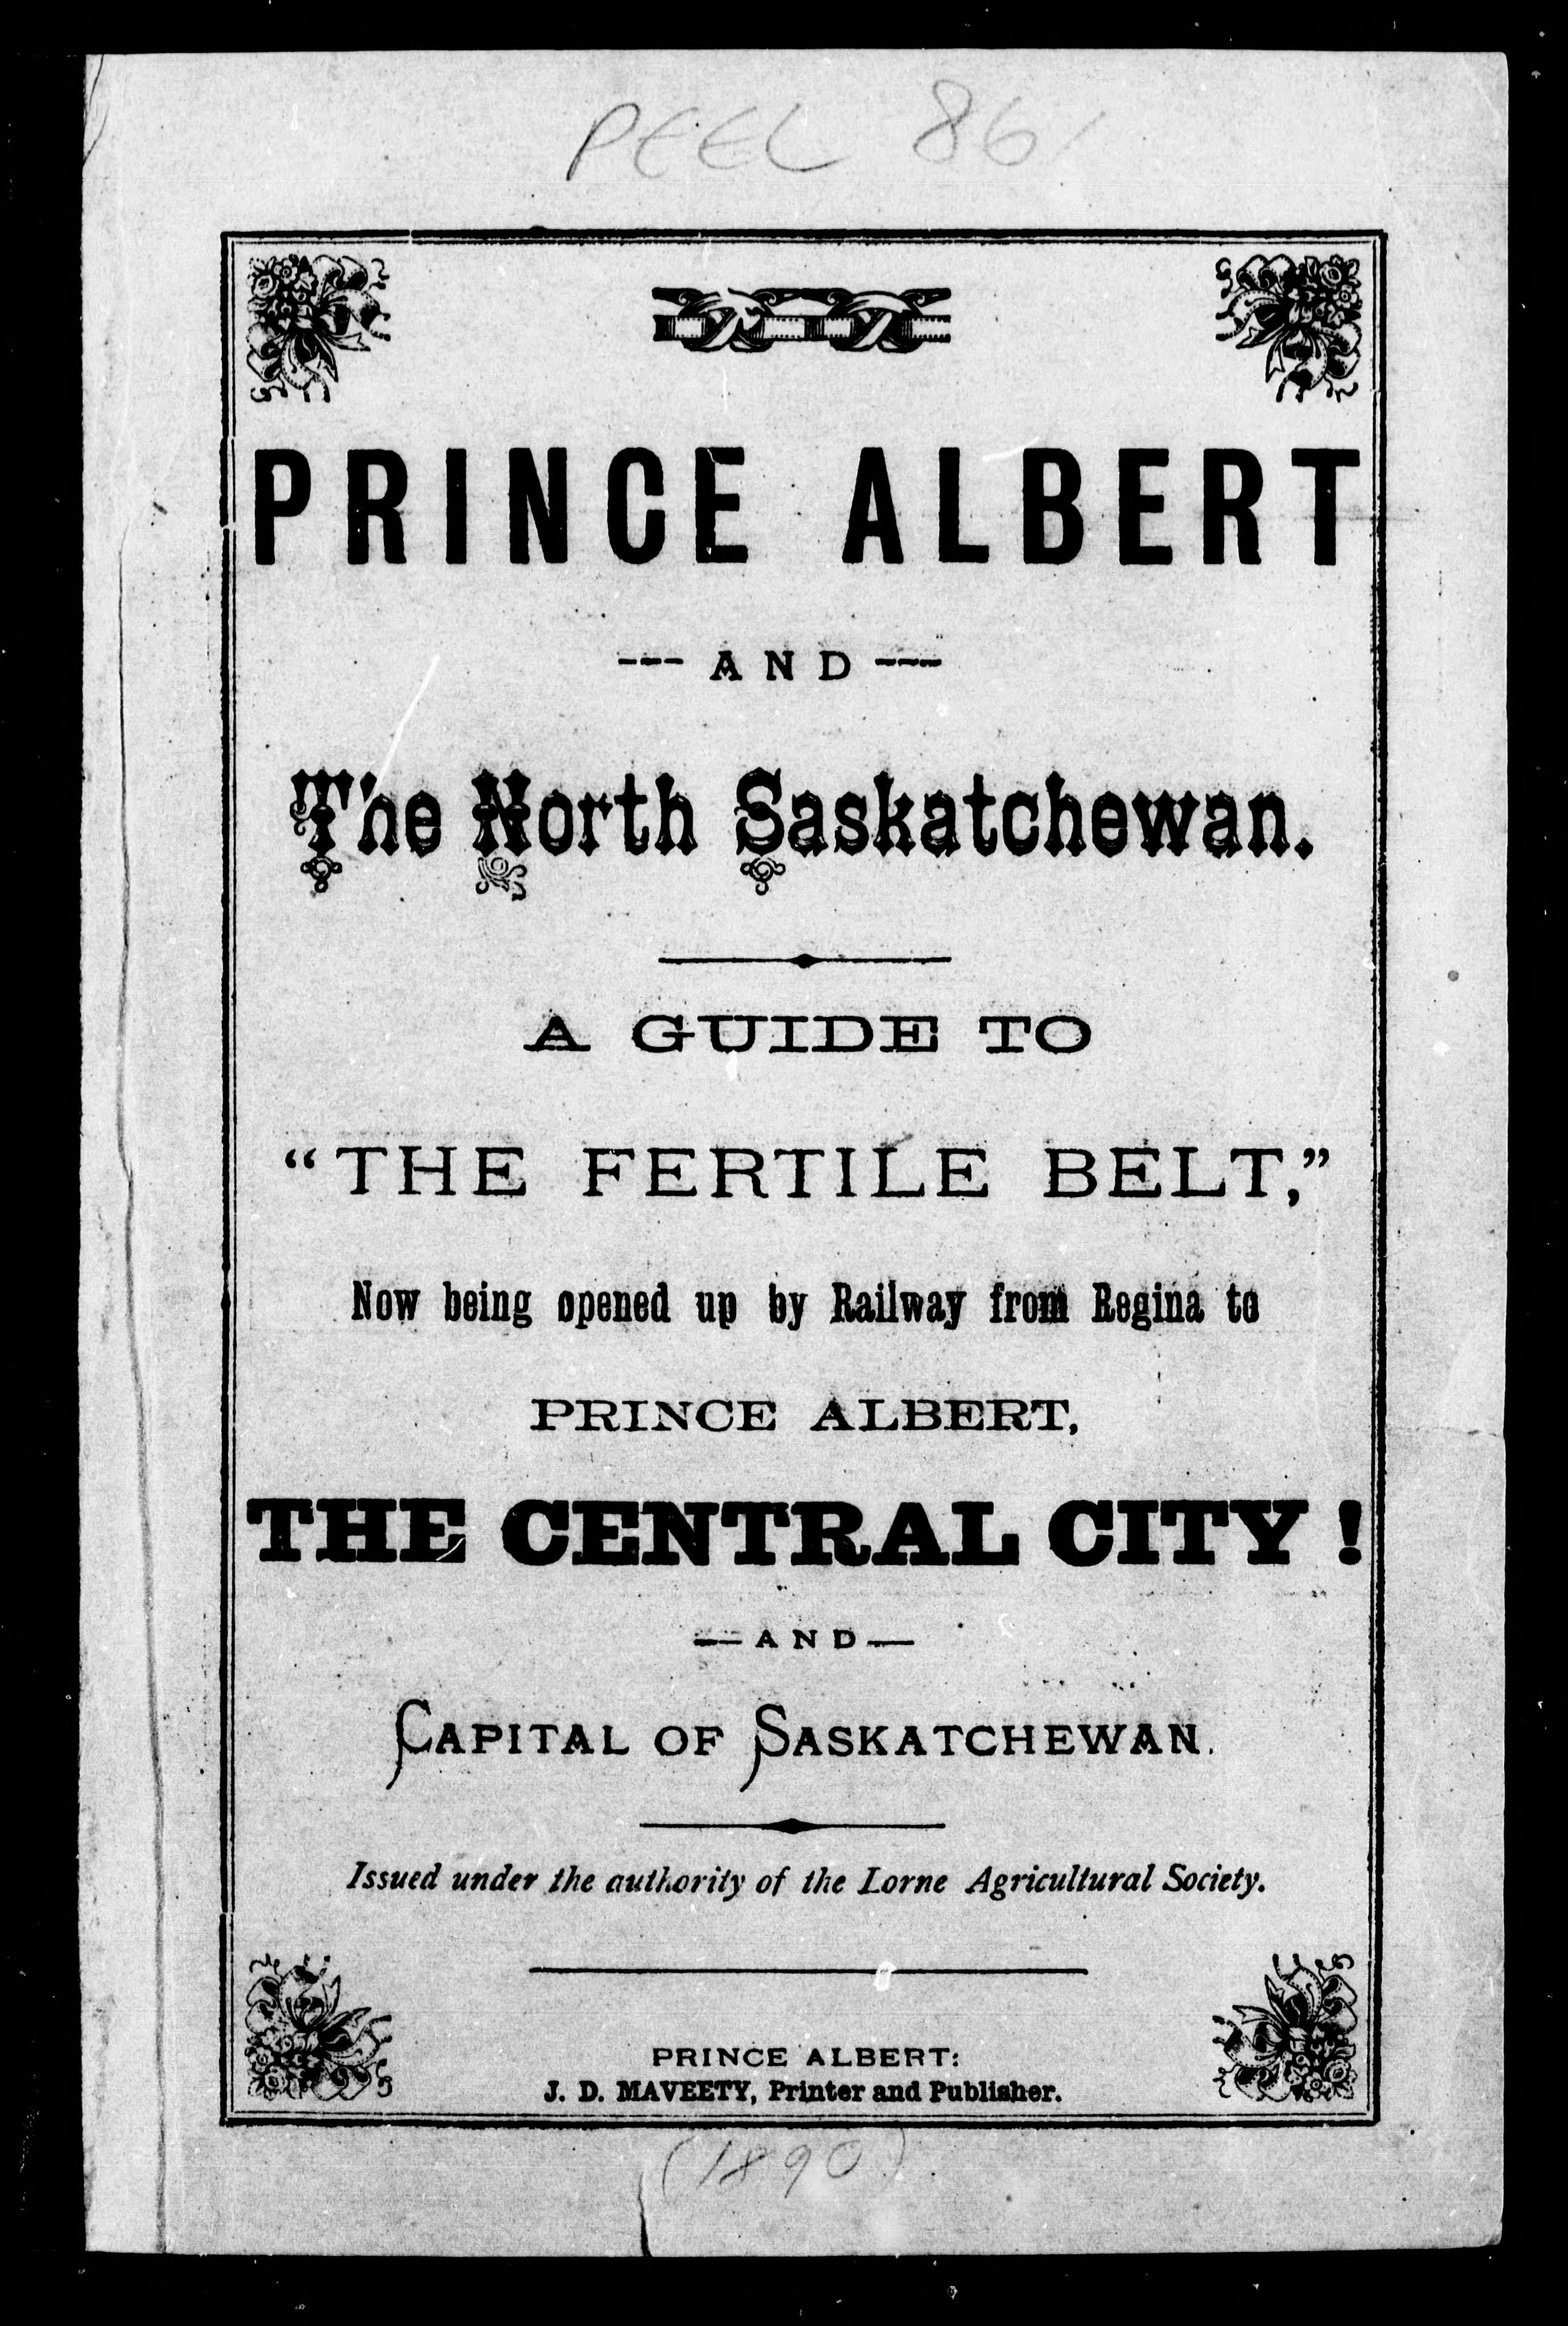 PEEL 861
PRINCE ALBERT
--- AND ---
The North Saskatchewan.
A GUIDE TO
“THE FERTILE BELT,”
Now being opened up by Railway from Regina to
PRINCE ALBERT,
THE CENTRAL CITY !
— AND —
CAPITAL OF SASKATCHEWAN.
Issued under the authority of the Lorne Agricultural Society.
PRINCE ALBERT:
J. D. MAVEETY, Printer and Publisher.
(1890)